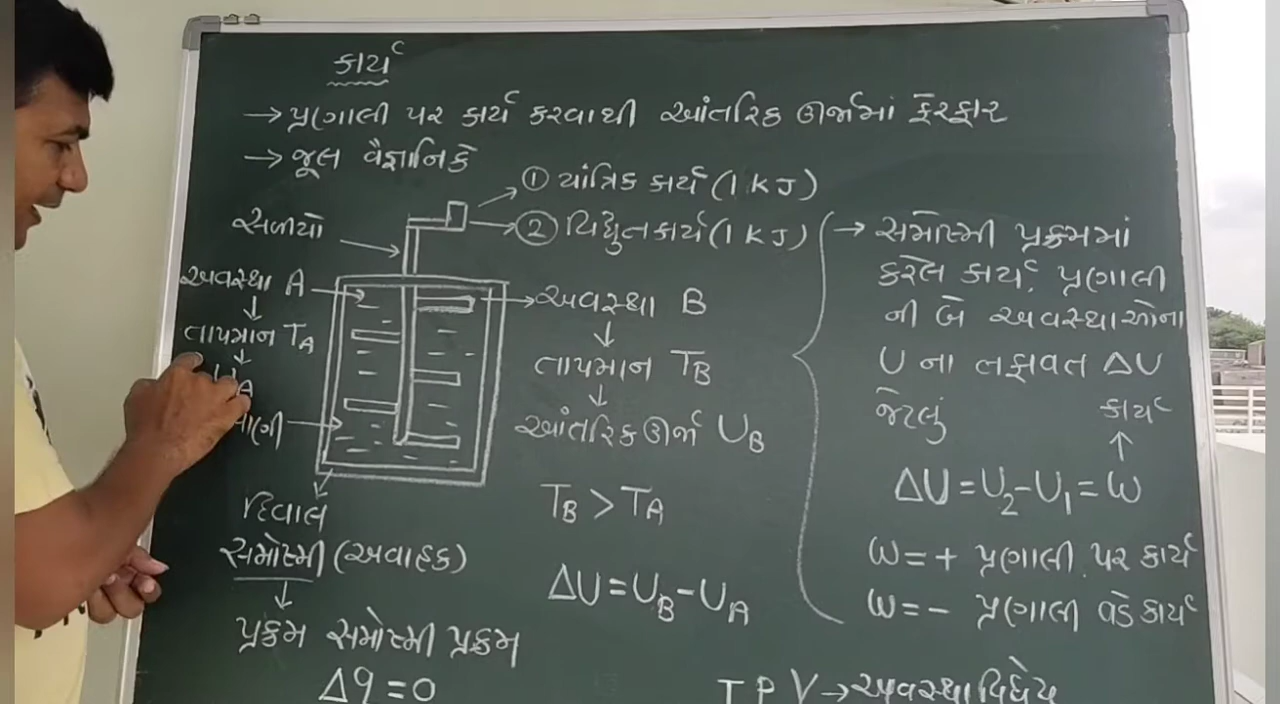 કાર્ય
→ પ્રણાલી પર કાર્ય કરવાથી આંતરિક ઊર્જામાં ફેરફાર
→ જૂલ વૈજ્ઞાનિકે
① યાંત્રિક કાર્ય (1 KJ)
② વિદ્યુતકાર્ય (1 KJ)
સળીયો
અવસ્થા A
↓
તાપમાન TA
↓
UA
દિવાલ
સમોષ્મી (અવાહક)
↓
પ્રક્રમ સમોષ્મી પ્રક્રમ
Δq = 0
અવસ્થા B
↓
તાપમાન TB
↓
આંતરિક ઊર્જા UB
TB > TA
ΔU = UB - UA
→ સમોષ્મી પ્રક્રમમાં
કરેલ કાર્ય, પ્રણાલી
ની બે અવસ્થાઓના
U ના તફાવત ΔU
જેટલું
કાર્ય
↑
ΔU = U2 - U1 = ω
ω = + પ્રણાલી પર કાર્ય
ω = - પ્રણાલી વડે કાર્ય
T P V → અવસ્થા વિધેય